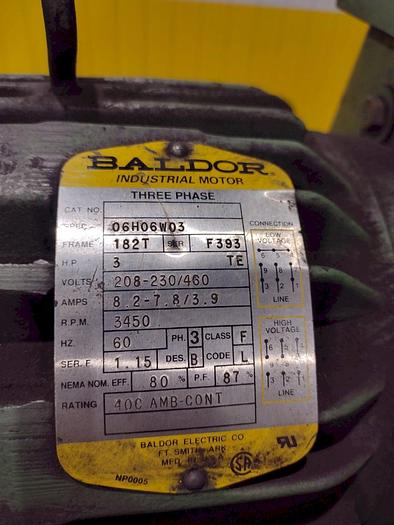 BALDOR
INDUSTRIAL MOTOR
THREE PHASE
CAT. NO.
SPEC. 06H06W03 CONNECTION
FRAME 182T SER. F393 LOW VOLTAGE
H.P. 3 TE
VOLTS 208-230/460
AMPS 8.2-7.8/3.9
R.P.M. 3450 LINE
HZ. 60 PH. 3 CLASS F HIGH VOLTAGE
SER. F. 1.15 DES. B CODE L
NEMA NOM. EFF. 80 % P.F. 87 %
RATING 40C AMB-CONT LINE
BALDOR ELECTRIC CO
FT. SMITH, ARK.
MFD. IN U.S.A.
NP0005 SA